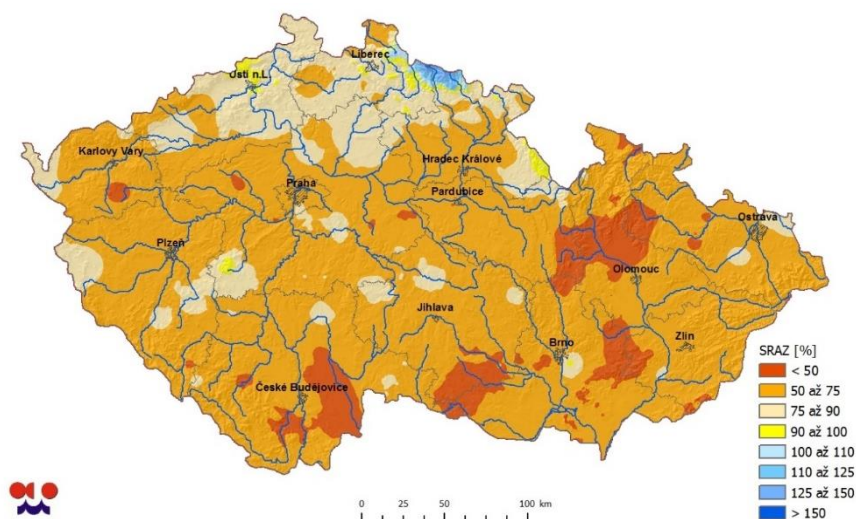 Liberec
Ústí n.L
Karlovy Vary
Hradec Králové
Praha
Pardubice
Ostrava
Plzeň
Olomouc
Jihlava
Brno
Zlín
České Budějovice
SRAZ [%]
< 50
50 až 75
75 až 90
90 až 100
100 až 110
110 až 125
125 až 150
> 150
0 25 50 100 km